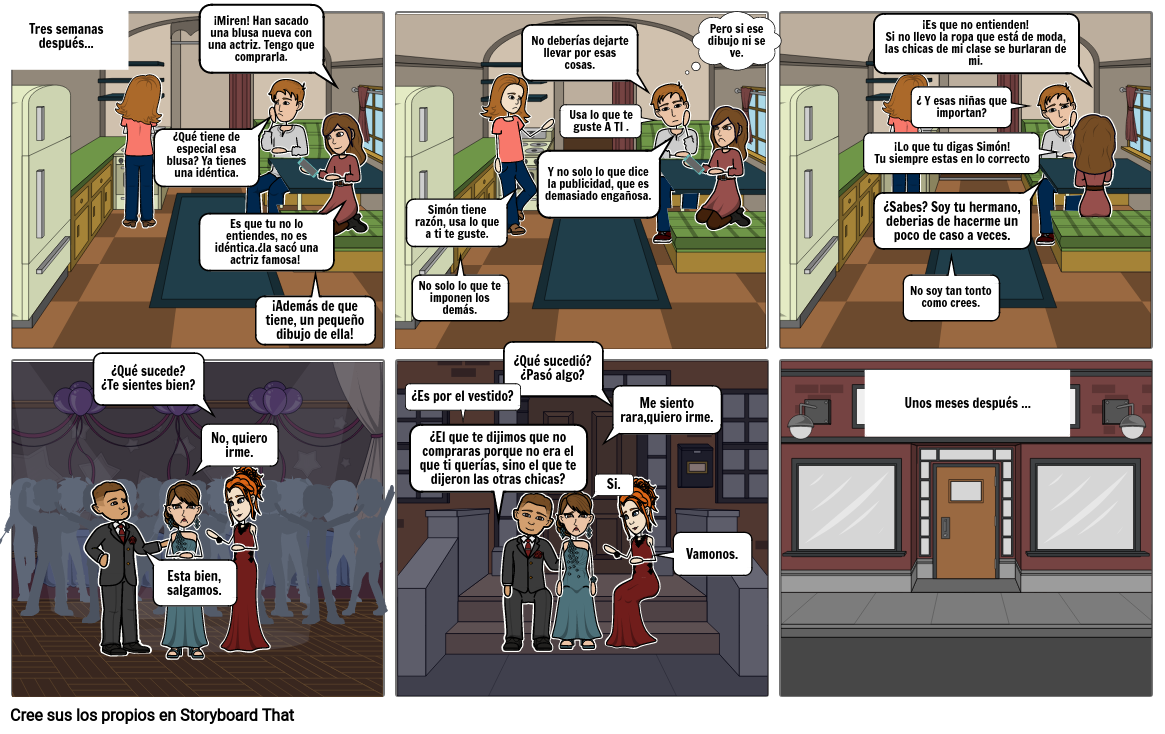 Tres semanas
después...
¡Miren! Han sacado
una blusa nueva con
una actriz. Tengo que
comprarla.
¿Qué tiene de
especial esa
blusa? Ya tienes
una idéntica.
Es que tu no lo
entiendes, no es
idéntica.¿la sacó una
actriz famosa!
¡Además de que
tiene, un pequeño
dibujo de ella!
No deberías dejarte
llevar por esas
cosas.
Pero si ese
dibujo ni se
ve.
Usa lo que te
guste A TI .
Y no solo lo que dice
la publicidad, que es
demasiado engañosa.
Simón tiene
razón, usa lo que
a ti te guste.
No solo lo que te
imponen los
demás.
¡Es que no entienden!
Si no llevo la ropa que está de moda,
las chicas de mi clase se burlaran de
mi.
¿ Y esas niñas que
importan?
¡Lo que tu digas Simón!
Tu siempre estas en lo correcto
¿Sabes? Soy tu hermano,
deberias de hacerme un
poco de caso a veces.
No soy tan tonto
como crees.
¿Qué sucede?
¿Te sientes bien?
No, quiero
irme.
Esta bien,
salgamos.
¿Qué sucedió?
¿Pasó algo?
¿Es por el vestido?
Me siento
rara,quiero irme.
¿El que te dijimos que no
compraras porque no era el
que ti querías, sino el que te
dijeron las otras chicas?
Si.
Vamonos.
Unos meses después ...
Cree sus los propios en Storyboard That